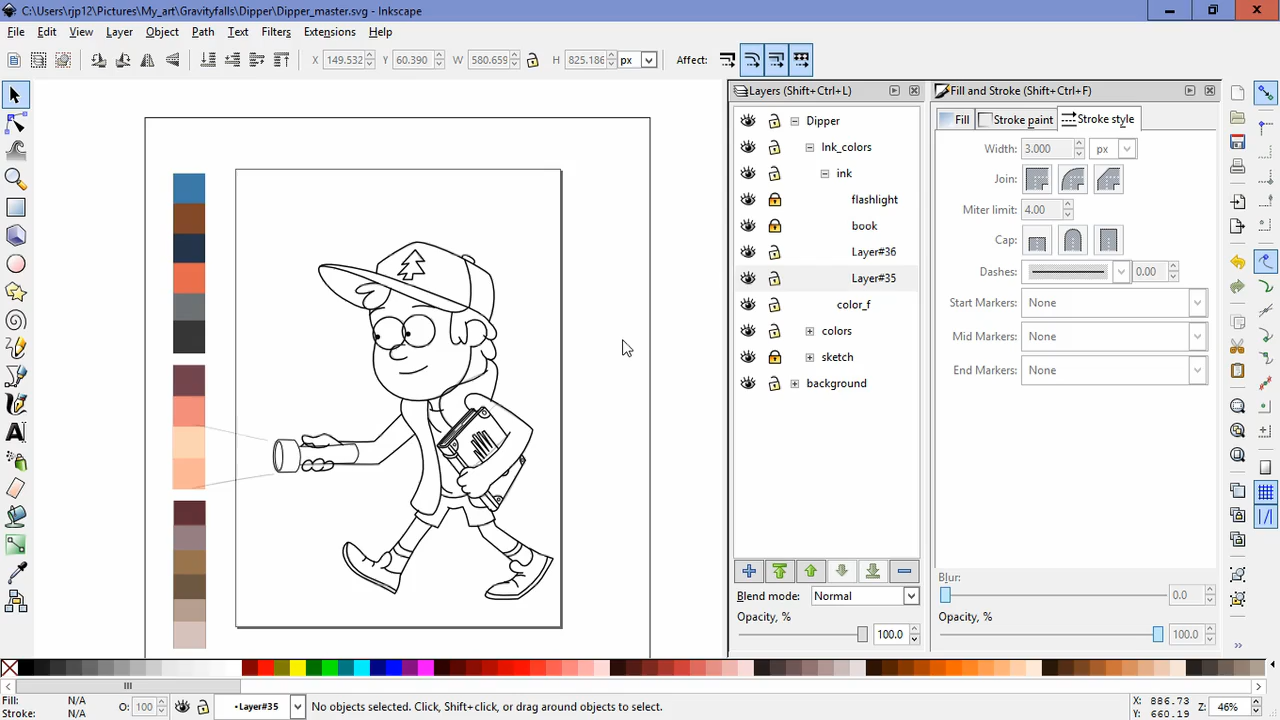 C:\Users\rjp12\Pictures\My_art\Gravityfalls\Dipper\Dipper_master.svg - Inkscape
File Edit View Layer Object Path Text Filters Extensions Help
X 149.532 Y 60.390 W 580.659 H 825.186 px Affect:
Layers (Shift+Ctrl+L)
Fill and Stroke (Shift+Ctrl+F)
Dipper
Ink_colors
ink
flashlight
book
Layer#36
Layer#35
color_f
colors
sketch
background
Blend mode: Normal
Opacity, %
100.0
Fill Stroke paint Stroke style
Width: 3.000 px
Join:
Miter limit: 4.00
Cap:
Dashes: 0.00
Start Markers: None
Mid Markers: None
End Markers: None
Blur:
0.0
Opacity, %
100.0
Fill: N/A
Stroke: N/A
O: 100
•Layer#35
No objects selected. Click, Shift+click, or drag around objects to select.
X: 886.73
Y: 660.19
Z: 46%